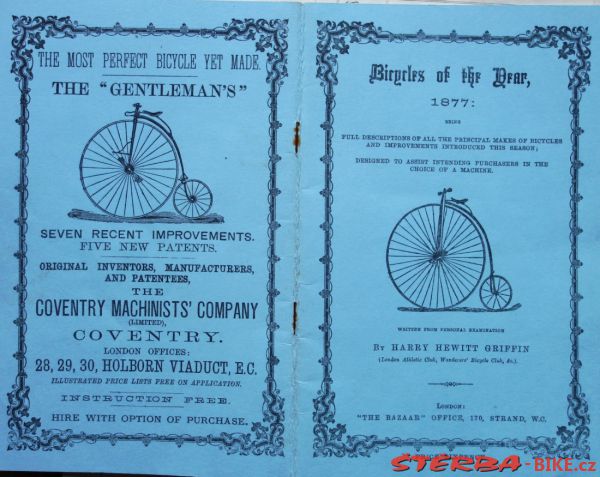 THE MOST PERFECT BICYCLE YET MADE.
THE "GENTLEMAN'S"
SEVEN RECENT IMPROVEMENTS.
FIVE NEW PATENTS.
ORIGINAL INVENTORS, MANUFACTURERS,
AND PATENTEES,
THE
COVENTRY MACHINISTS' COMPANY
(LIMITED),
COVENTRY.
LONDON OFFICES:
28, 29, 30, HOLBORN VIADUCT, E.C.
ILLUSTRATED PRICE LISTS FREE ON APPLICATION.
INSTRUCTION FREE.
HIRE WITH OPTION OF PURCHASE.
Bicycles of the Year,
1877:
BEING
FULL DESCRIPTIONS OF ALL THE PRINCIPAL MAKES OF BICYCLES
AND IMPROVEMENTS INTRODUCED THIS SEASON;
DESIGNED TO ASSIST INTENDING PURCHASERS IN THE
CHOICE OF A MACHINE.
WRITTEN FROM PERSONAL EXAMINATION
BY HARRY HEWITT GRIFFIN
(London Athletic Club, Wanderers' Bicycle Club, &c.).
LONDON:
"THE BAZAAR" OFFICE, 170, STRAND, W.C.
STERBA-BIKE.cz